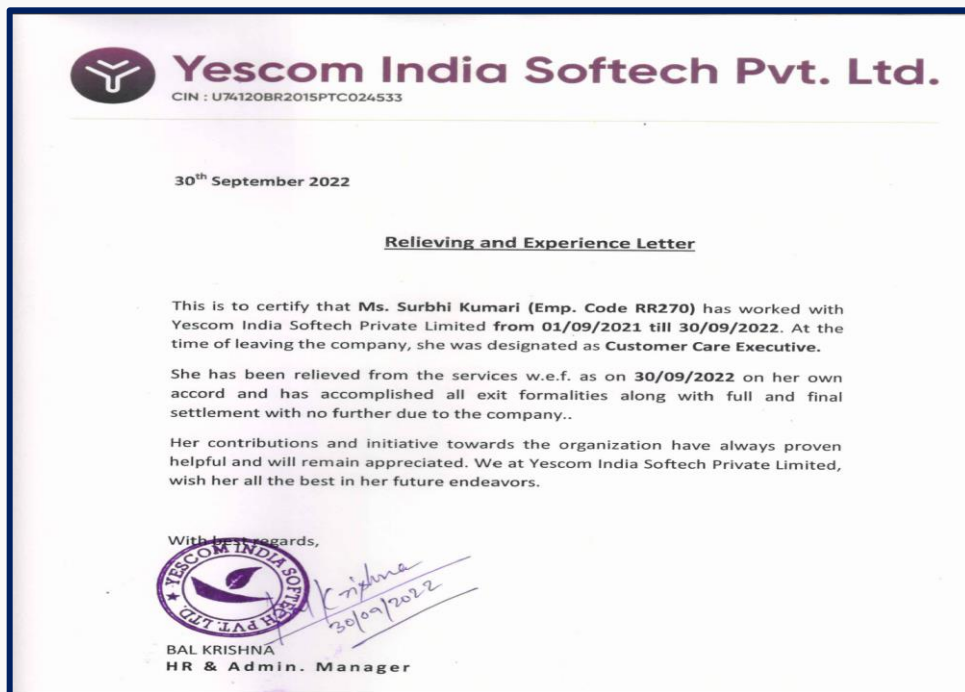 Yescom India Softech Pvt. Ltd.
CIN : U74120BR2015PTC024533
30th September 2022
Relieving and Experience Letter
This is to certify that Ms. Surbhi Kumari (Emp. Code RR270) has worked with
Yescom India Softech Private Limited from 01/09/2021 till 30/09/2022. At the
time of leaving the company, she was designated as Customer Care Executive.
She has been relieved from the services w.e.f. as on 30/09/2022 on her own
accord and has accomplished all exit formalities along with full and final
settlement with no further due to the company..
Her contributions and initiative towards the organization have always proven
helpful and will remain appreciated. We at Yescom India Softech Private Limited,
wish her all the best in her future endeavors.
With best regards,
★ YESCOM INDIA SOFTECH PVT. LTD.
Krishna
30/09/2022
BAL KRISHNA
HR & Admin. Manager